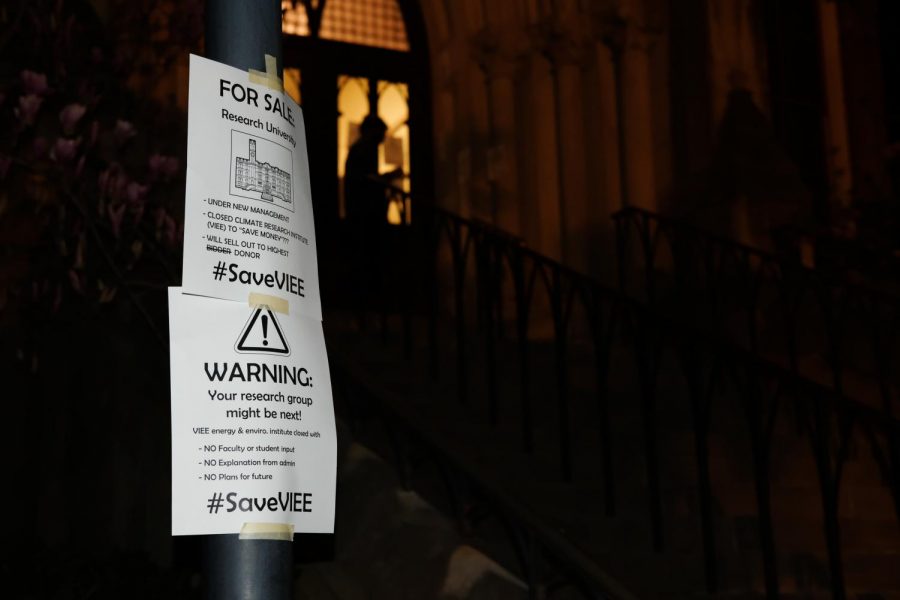 FOR SALE:
Research University
- UNDER NEW MANAGEMENT
- CLOSED CLIMATE RESEARCH INSTITUTE
(VIEE) TO "SAVE MONEY"???
- WILL SELL OUT TO HIGHEST
BIDDER DONOR
#SaveVIEE
WARNING:
Your research group
might be next!
VIEE energy & enviro. institute closed with
- NO Faculty or student input
- NO Explanation from admin
- NO Plans for future
#SaveVIEE